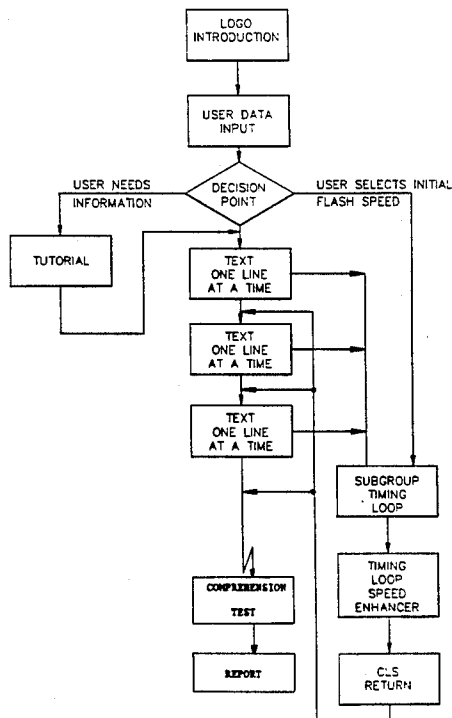 LOGO
INTRODUCTION
USER DATA
INPUT
USER NEEDS
INFORMATION
DECISION
POINT
USER SELECTS INITIAL
FLASH SPEED
TUTORIAL
TEXT
ONE LINE
AT A TIME
TEXT
ONE LINE
AT A TIME
TEXT
ONE LINE
AT A TIME
SUBGROUP
TIMING
LOOP
TIMING
LOOP
SPEED
ENHANCER
COMPREHENSION
TEST
REPORT
CLS
RETURN